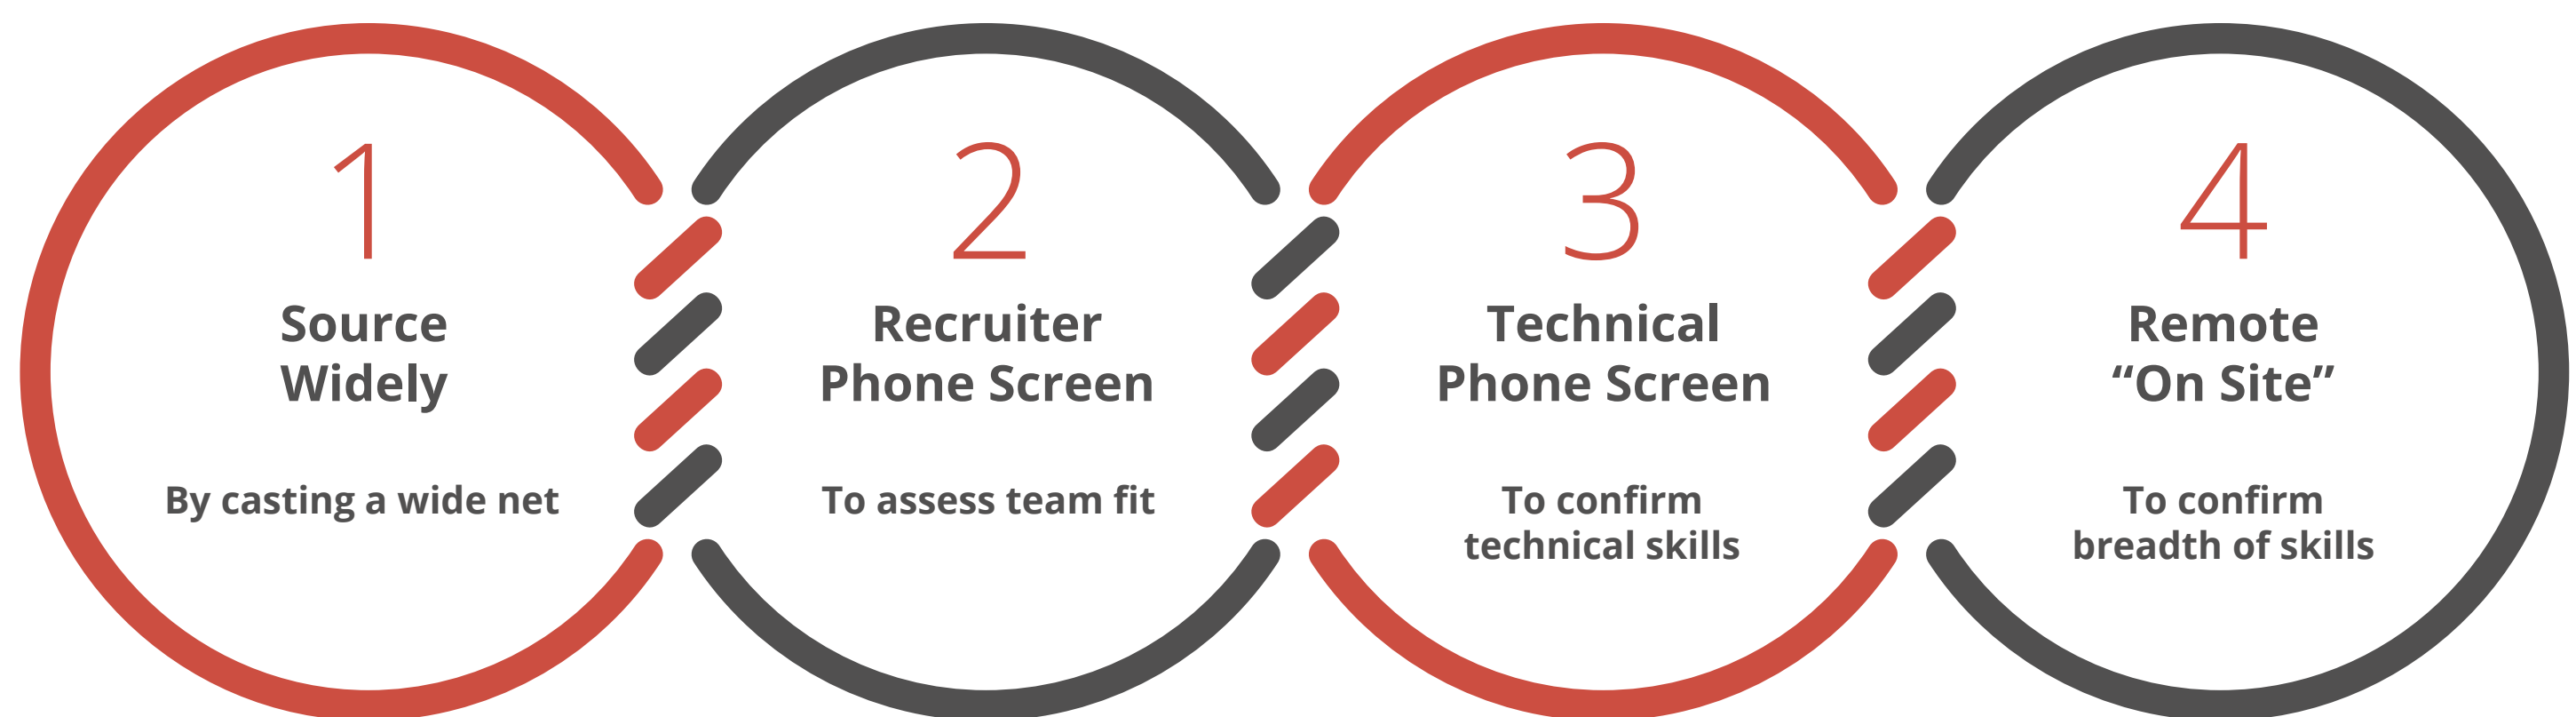 1
Source
Widely
By casting a wide net
2
Recruiter
Phone Screen
To assess team fit
3
Technical
Phone Screen
To confirm
technical skills
4
Remote
“On Site”
To confirm
breadth of skills